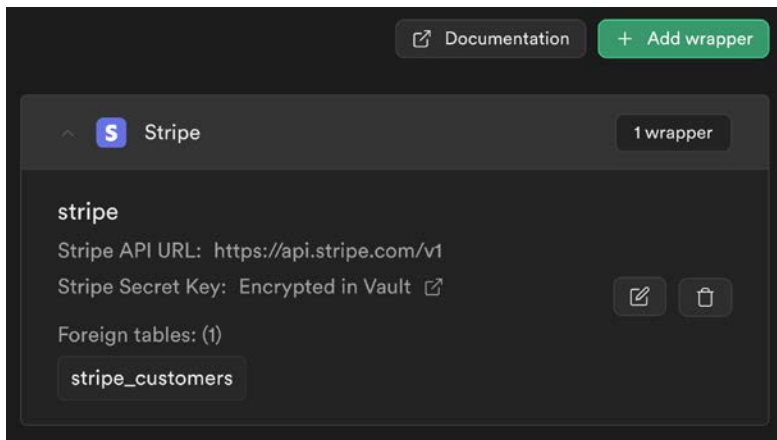 Documentation
+ Add wrapper
S Stripe
1 wrapper
stripe
Stripe API URL: https://api.stripe.com/v1
Stripe Secret Key: Encrypted in Vault
Foreign tables: (1)
stripe_customers